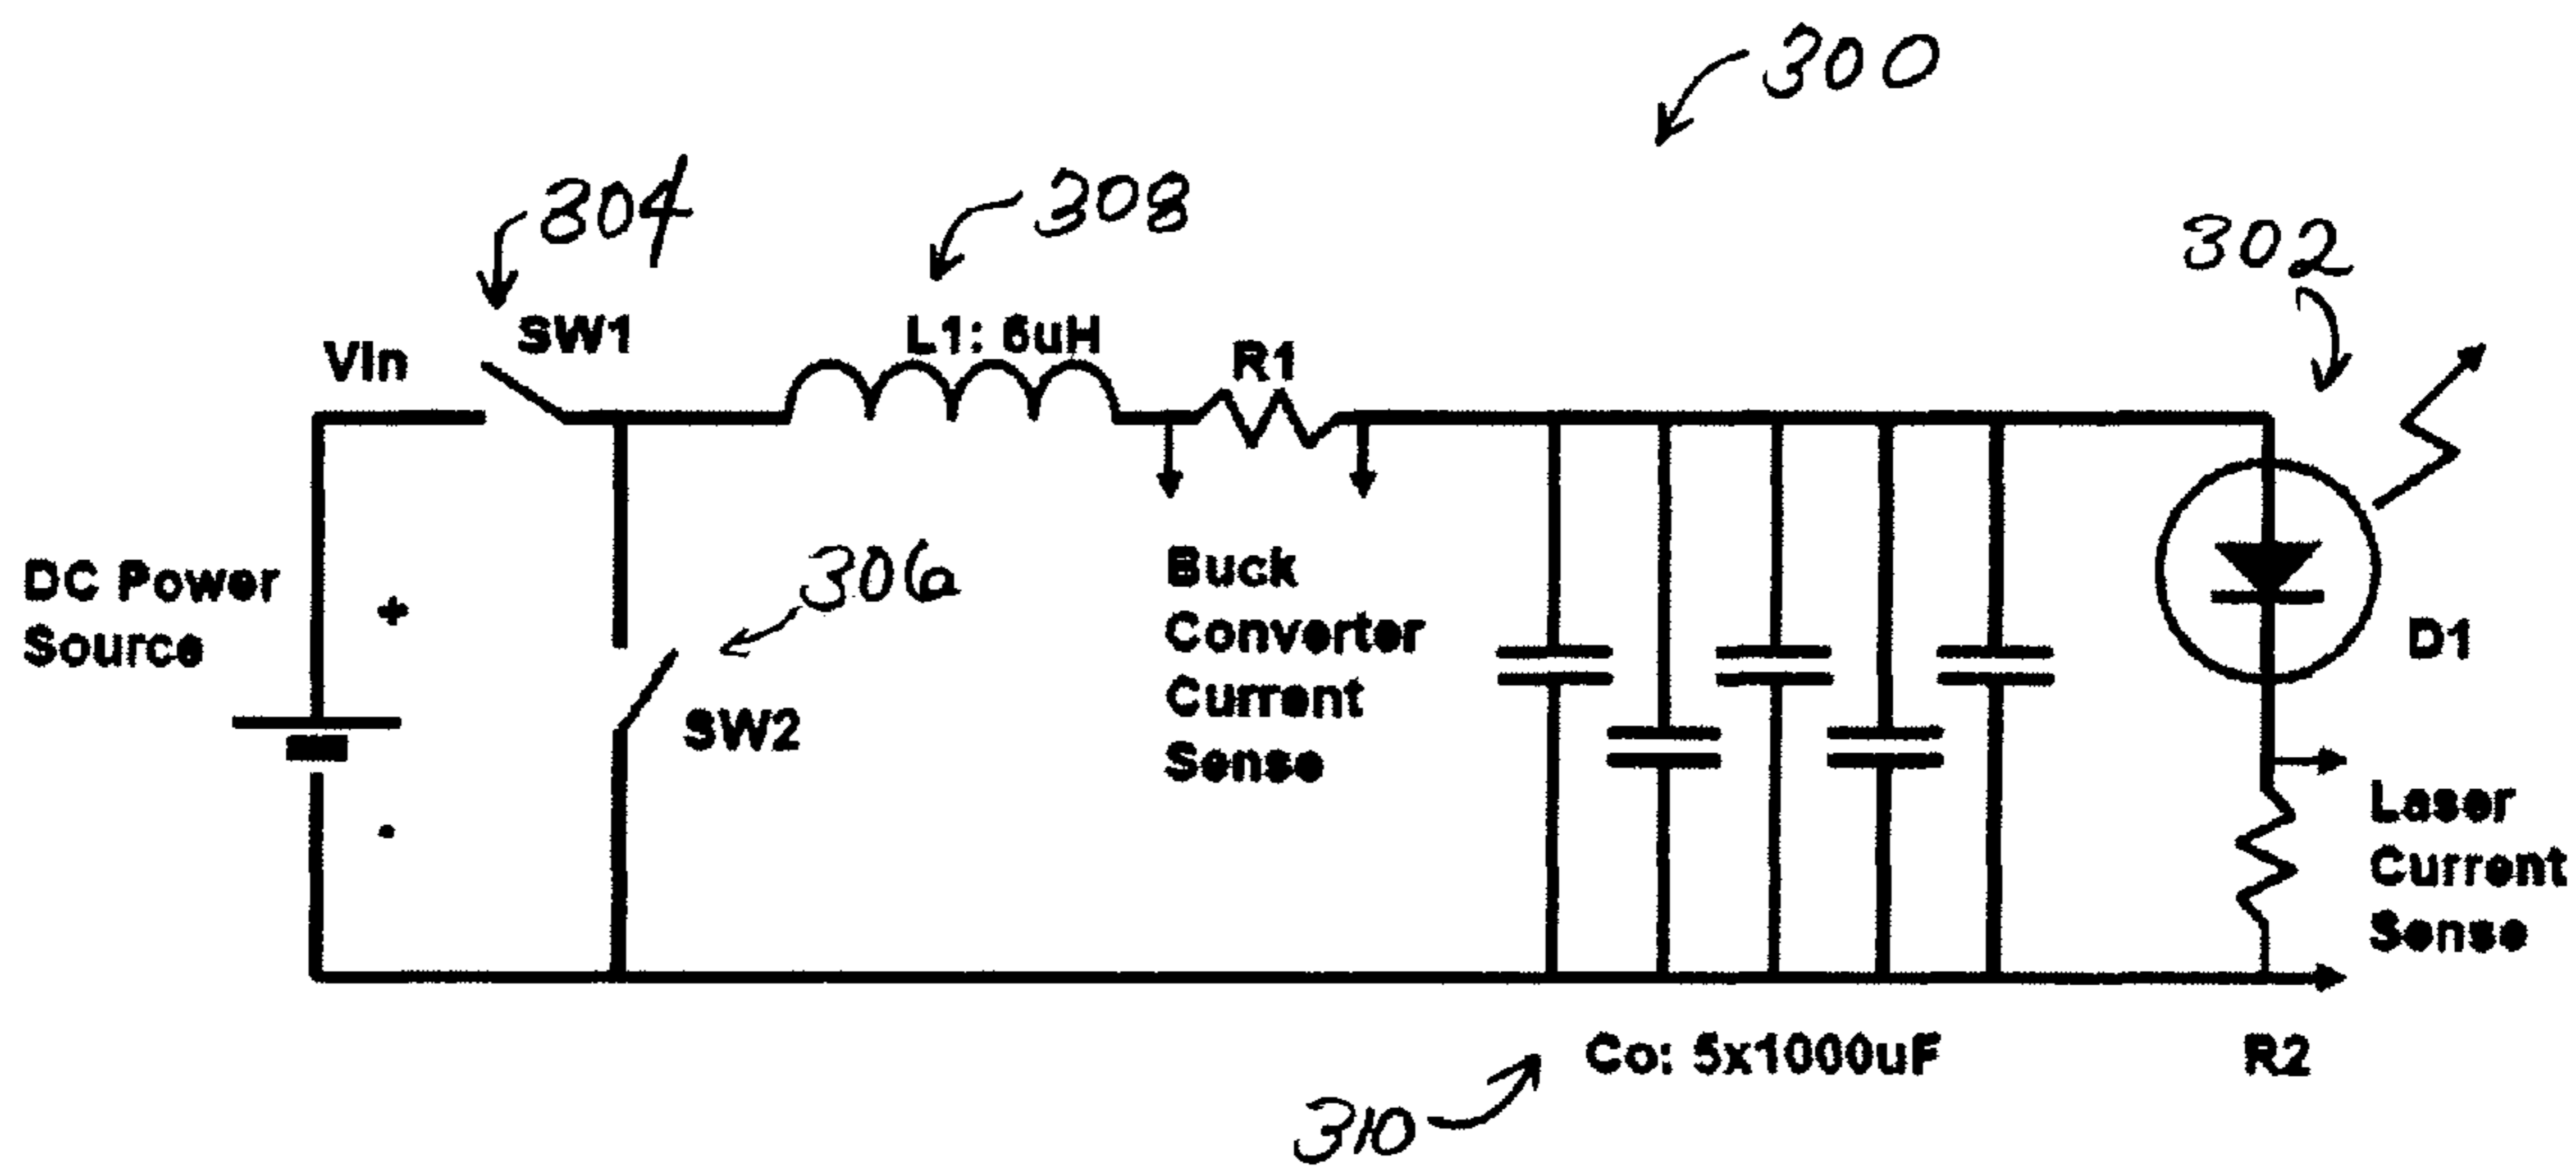 300
304
308
302
SW1
L1: 6uH
VIn
R1
DC Power
Source
+
-
306a
SW2
Buck
Converter
Current
Sense
D1
Laser
Current
Sense
Co: 5x1000uF
R2
310